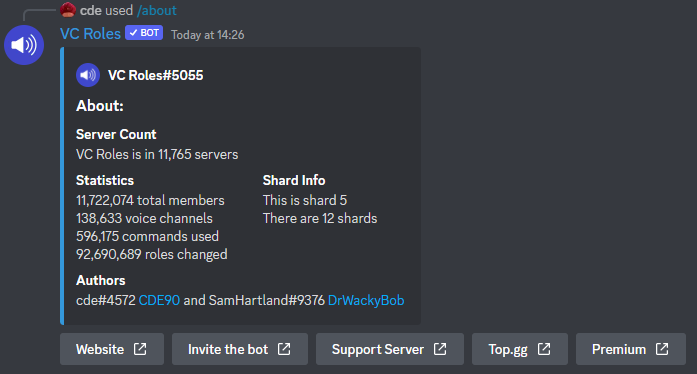 cde used /about
VC Roles ✓ BOT Today at 14:26
VC Roles#5055
About:
Server Count
VC Roles is in 11,765 servers
Statistics
11,722,074 total members
138,633 voice channels
596,175 commands used
92,690,689 roles changed
Shard Info
This is shard 5
There are 12 shards
Authors
cde#4572 CDE90 and SamHartland#9376 DrWackyBob
Website
Invite the bot
Support Server
Top.gg
Premium